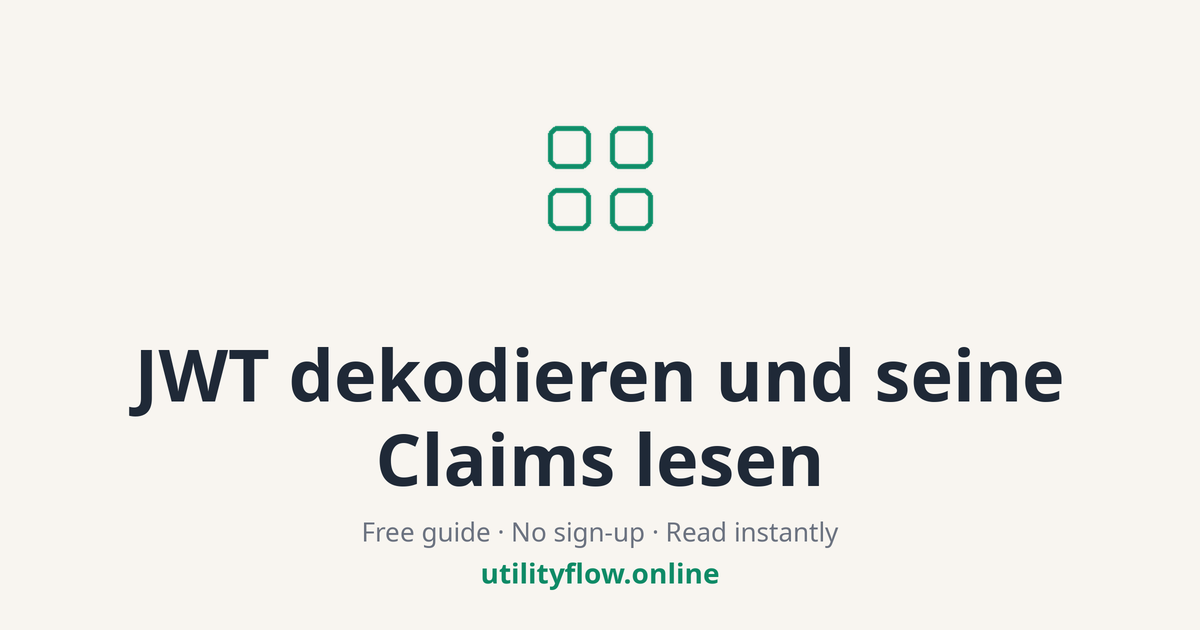 JWT dekodieren und seine
Claims lesen
Free guide · No sign-up · Read instantly
utilityflow.online